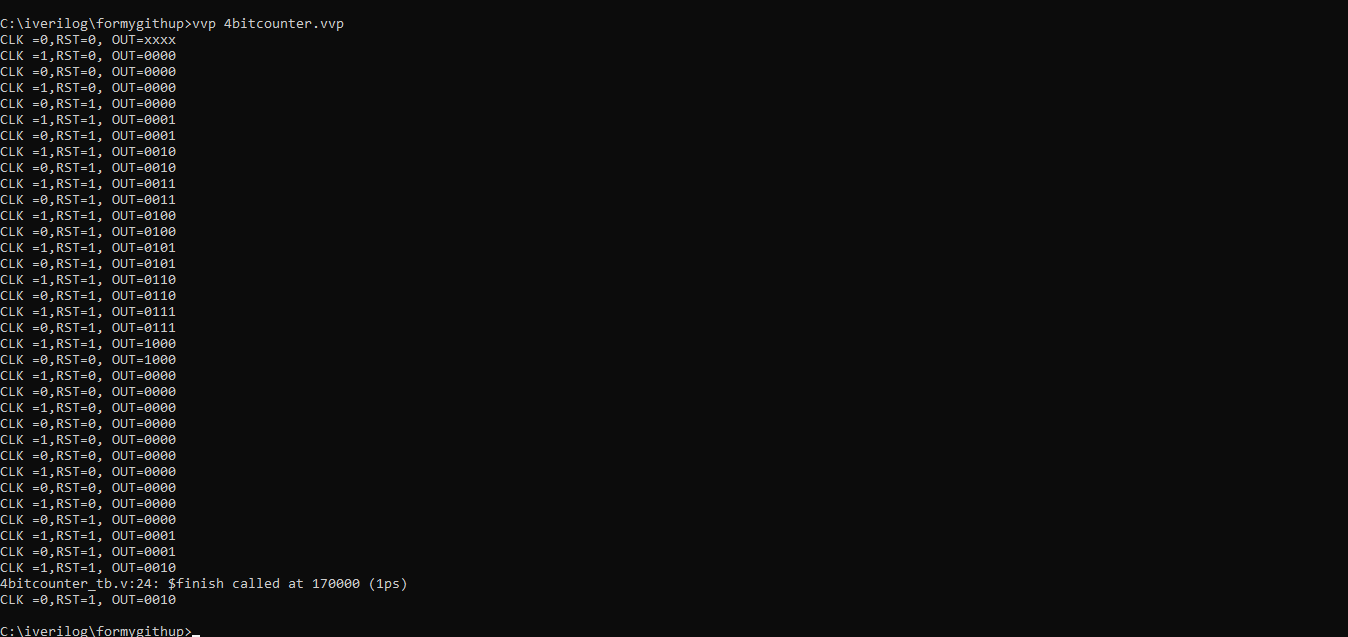 C:\iverilog\formygithup>vvp 4bitcounter.vvp
CLK =0,RST=0, OUT=xxxx
CLK =1,RST=0, OUT=0000
CLK =0,RST=0, OUT=0000
CLK =1,RST=0, OUT=0000
CLK =0,RST=1, OUT=0000
CLK =1,RST=1, OUT=0001
CLK =0,RST=1, OUT=0001
CLK =1,RST=1, OUT=0010
CLK =0,RST=1, OUT=0010
CLK =1,RST=1, OUT=0011
CLK =0,RST=1, OUT=0011
CLK =1,RST=1, OUT=0100
CLK =0,RST=1, OUT=0100
CLK =1,RST=1, OUT=0101
CLK =0,RST=1, OUT=0101
CLK =1,RST=1, OUT=0110
CLK =0,RST=1, OUT=0110
CLK =1,RST=1, OUT=0111
CLK =0,RST=1, OUT=0111
CLK =1,RST=1, OUT=1000
CLK =0,RST=0, OUT=1000
CLK =1,RST=0, OUT=0000
CLK =0,RST=0, OUT=0000
CLK =1,RST=0, OUT=0000
CLK =0,RST=0, OUT=0000
CLK =1,RST=0, OUT=0000
CLK =0,RST=0, OUT=0000
CLK =1,RST=0, OUT=0000
CLK =0,RST=0, OUT=0000
CLK =1,RST=0, OUT=0000
CLK =0,RST=1, OUT=0000
CLK =1,RST=1, OUT=0001
CLK =0,RST=1, OUT=0001
CLK =1,RST=1, OUT=0010
4bitcounter_tb.v:24: $finish called at 170000 (1ps)
CLK =0,RST=1, OUT=0010
C:\iverilog\formygithup>